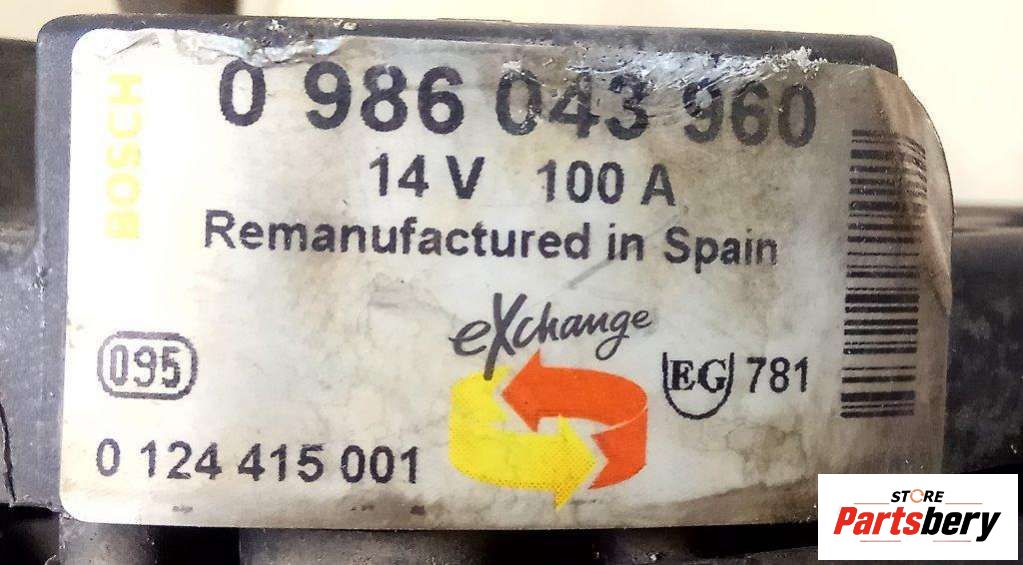 BOSCH
0 986 043 960
14 V 100 A
Remanufactured in Spain
eXchange
095
EG 781
0 124 415 001
STORE
Partsbery